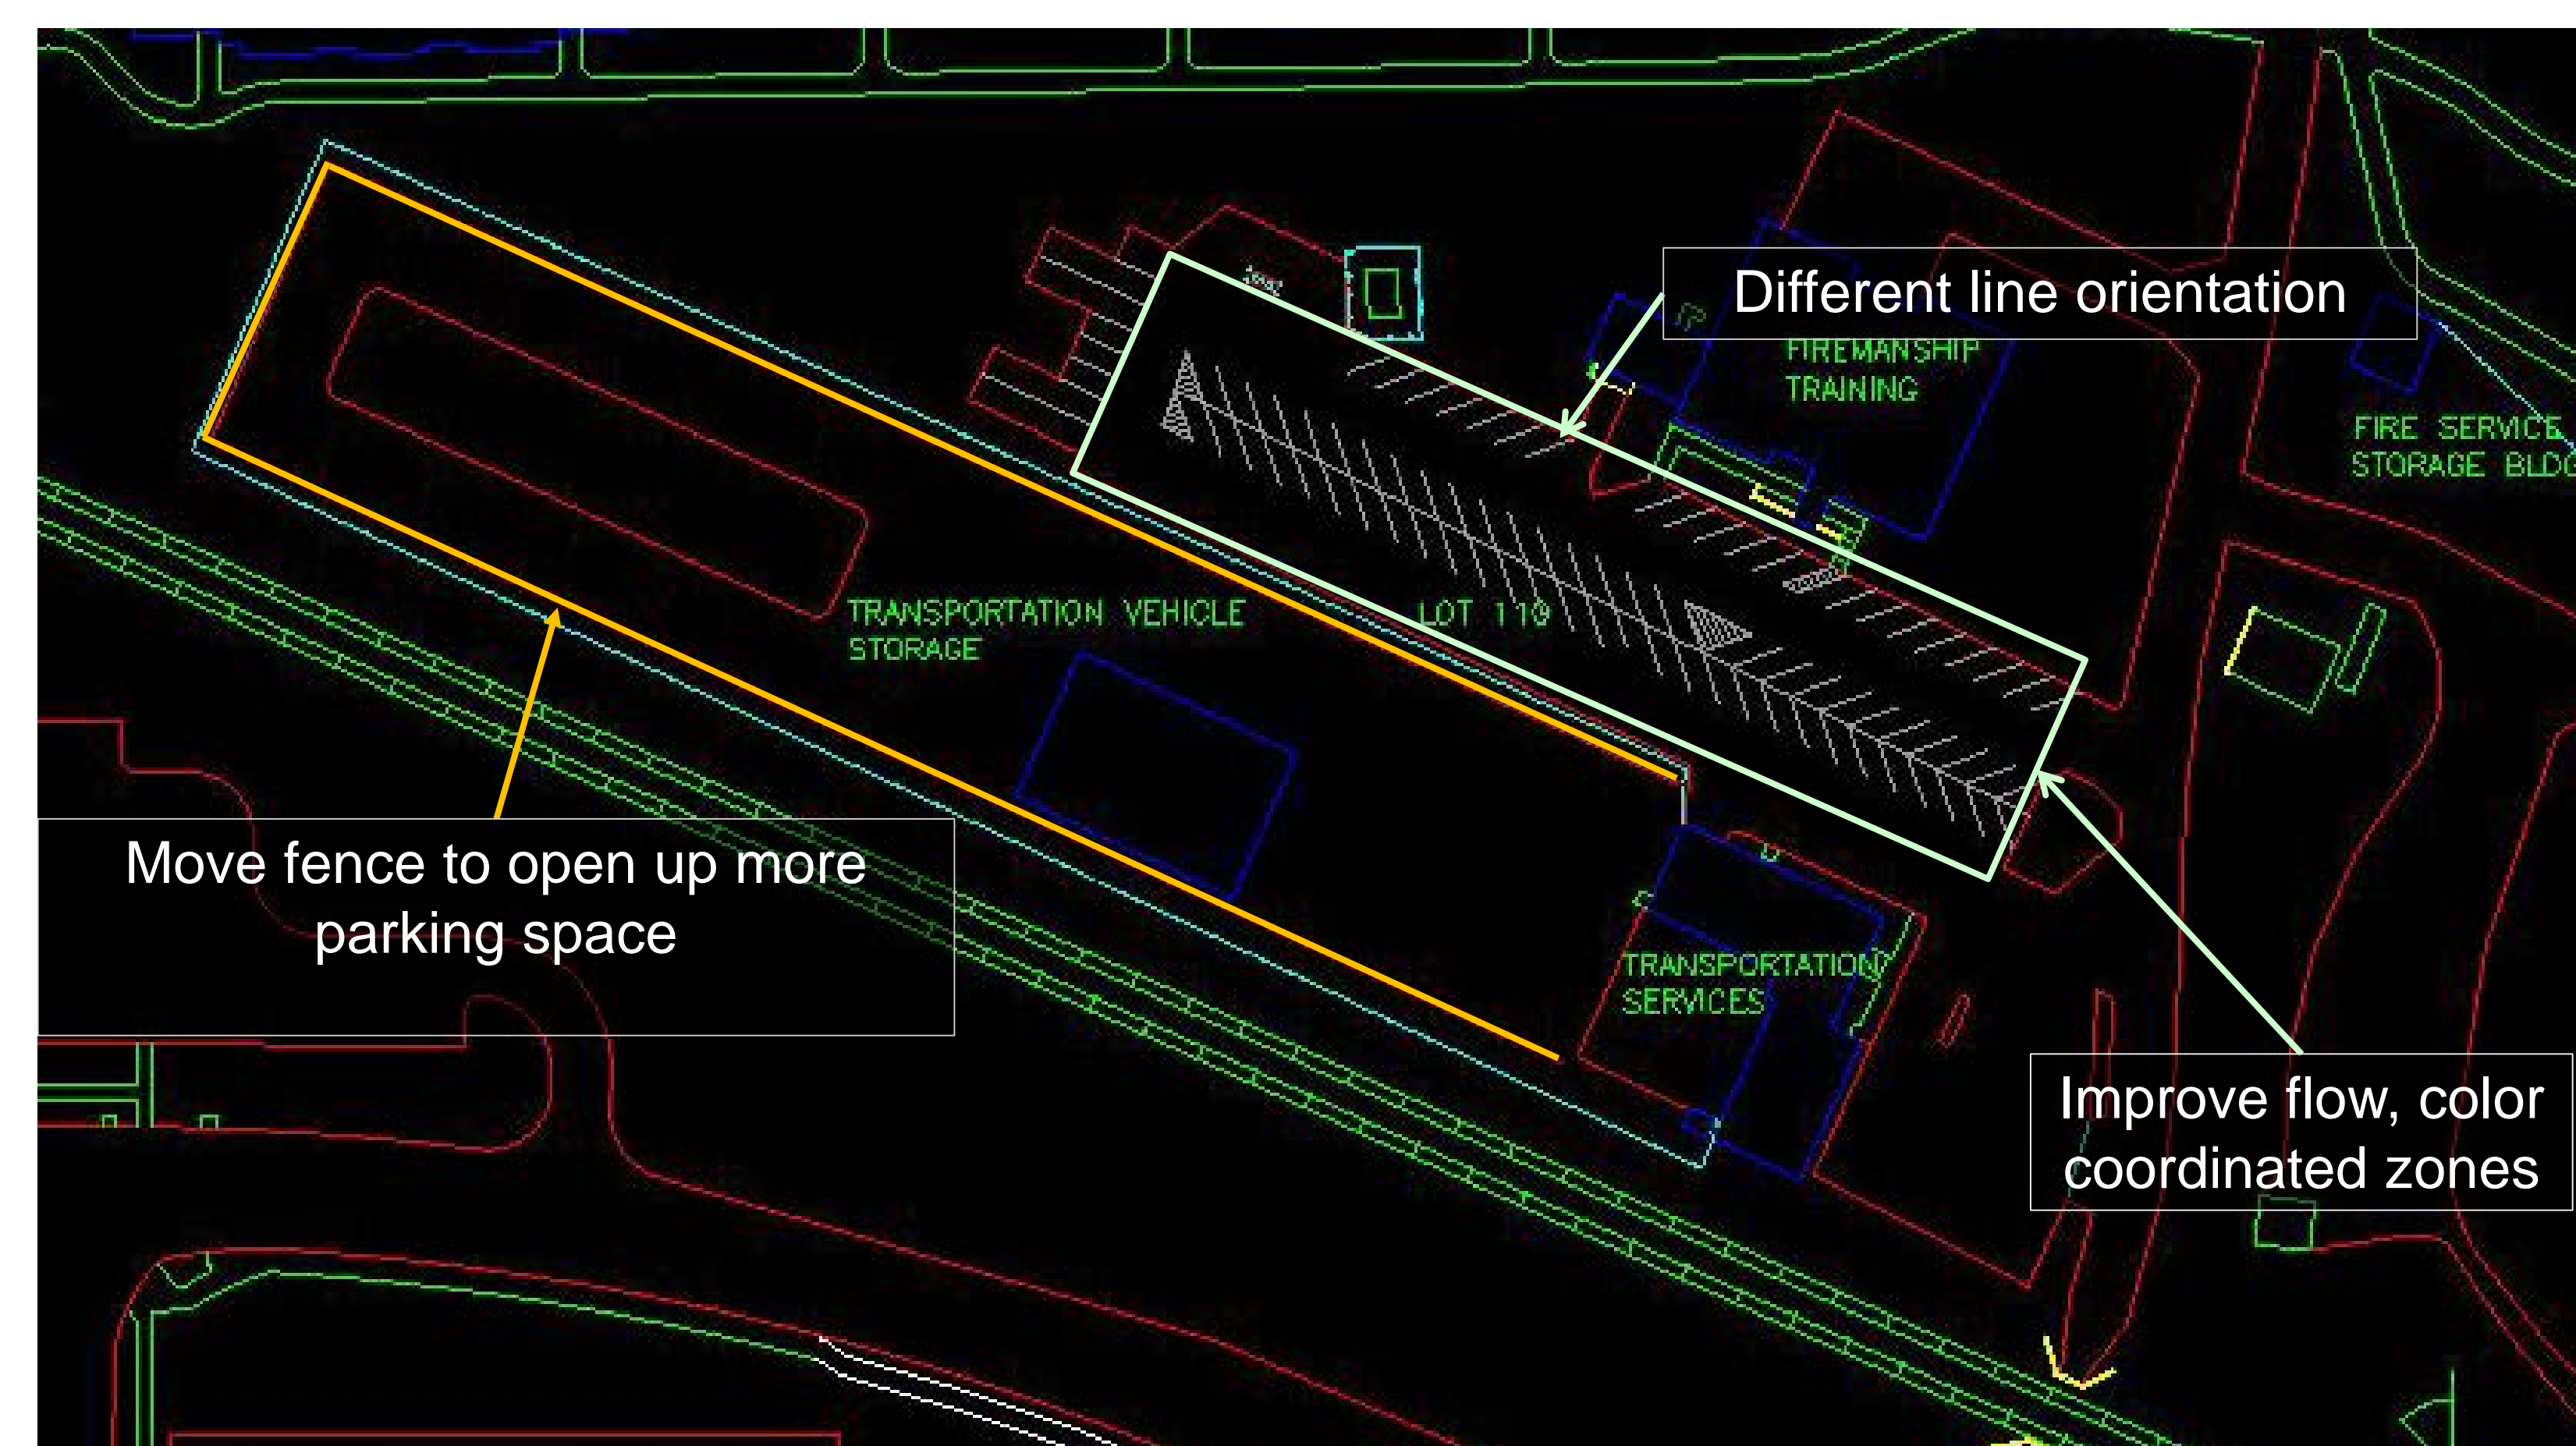 Different line orientation
FIREMANSHIP
TRAINING
FIRE SERVICE
STORAGE BLDG
TRANSPORTATION VEHICLE
STORAGE
LOT 110
Move fence to open up more
parking space
TRANSPORTATION
SERVICES
Improve flow, color
coordinated zones